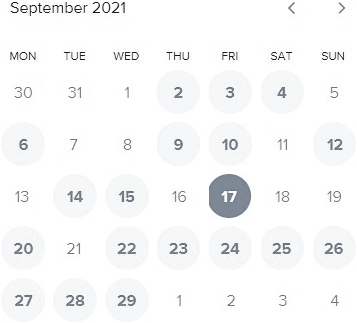 September 2021
MON TUE WED THU FRI SAT SUN
30 31 1 2 3 4 5
6 7 8 9 10 11 12
13 14 15 16 17 18 19
20 21 22 23 24 25 26
27 28 29 1 2 3 4